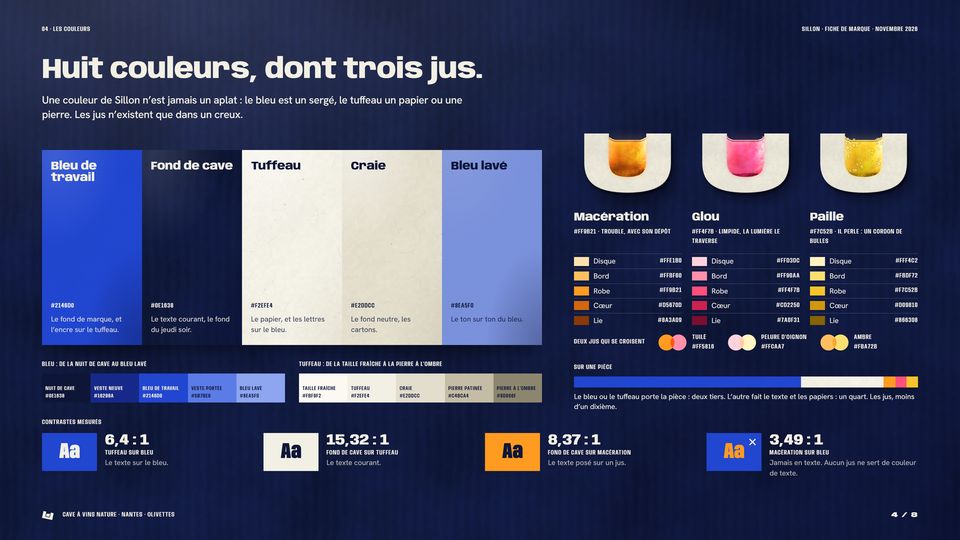 04 · LES COULEURS
SILLON · FICHE DE MARQUE · NOVEMBRE 2026
Huit couleurs, dont trois jus.
Une couleur de Sillon n’est jamais un aplat : le bleu est un sergé, le tuffeau un papier ou une
pierre. Les jus n’existent que dans un creux.
Bleu de
travail
#2146D0
Le fond de marque, et
l’encre sur le tuffeau.
Fond de cave
#0E1638
Le texte courant, le fond
du jeudi soir.
Tuffeau
#F2EFE4
Le papier, et les lettres
sur le bleu.
Craie
#E2DDCC
Le fond neutre, les
cartons.
Bleu lavé
#8EA5F0
Le ton sur ton du bleu.
Macération
#FF9B21 · TROUBLE, AVEC SON DÉPÔT
Disque #FFE1B0
Bord #FFBF60
Robe #FF9B21
Cœur #D5670D
Lie #8A3A09
Glou
#FF4F7B · LIMPIDE, LA LUMIÈRE LE
TRAVERSE
Disque #FFD3DC
Bord #FF90AA
Robe #FF4F7B
Cœur #CD2250
Lie #7A0F31
Paille
#F7C52B · IL PERLE : UN CORDON DE
BULLES
Disque #FFF4C2
Bord #FBDF72
Robe #F7C52B
Cœur #D09810
Lie #866308
DEUX JUS QUI SE CROISENT
TUILE
#FF5816
PELURE D’OIGNON
#FFCAA7
AMBRE
#FBA72B
BLEU : DE LA NUIT DE CAVE AU BLEU LAVÉ
NUIT DE CAVE
#0E1638
VESTE NEUVE
#16298A
BLEU DE TRAVAIL
#2146D0
VESTE PORTÉE
BLEU LAVÉ
#8EA5F0
TUFFEAU : DE LA TAILLE FRAÎCHE À LA PIERRE À L’OMBRE
TAILLE FRAÎCHE
#FBF9F2
TUFFEAU
#F2EFE4
CRAIE
#E2DDCC
PIERRE PATINÉE
#C4BCA4
PIERRE À L’OMBRE
SUR UNE PIÈCE
Le bleu ou le tuffeau porte la pièce : deux tiers. L’autre fait le texte et les papiers : un quart. Les jus, moins
d’un dixième.
CONTRASTES MESURÉS
Aa
6,4 : 1
TUFFEAU SUR BLEU
Le texte sur le bleu.
Aa
15,32 : 1
FOND DE CAVE SUR TUFFEAU
Le texte courant.
Aa
8,37 : 1
FOND DE CAVE SUR MACÉRATION
Le texte posé sur un jus.
Aa
3,49 : 1
MACÉRATION SUR BLEU
Jamais en texte. Aucun jus ne sert de couleur
de texte.
CAVE À VINS NATURE · NANTES · OLIVETTES
4 / 8